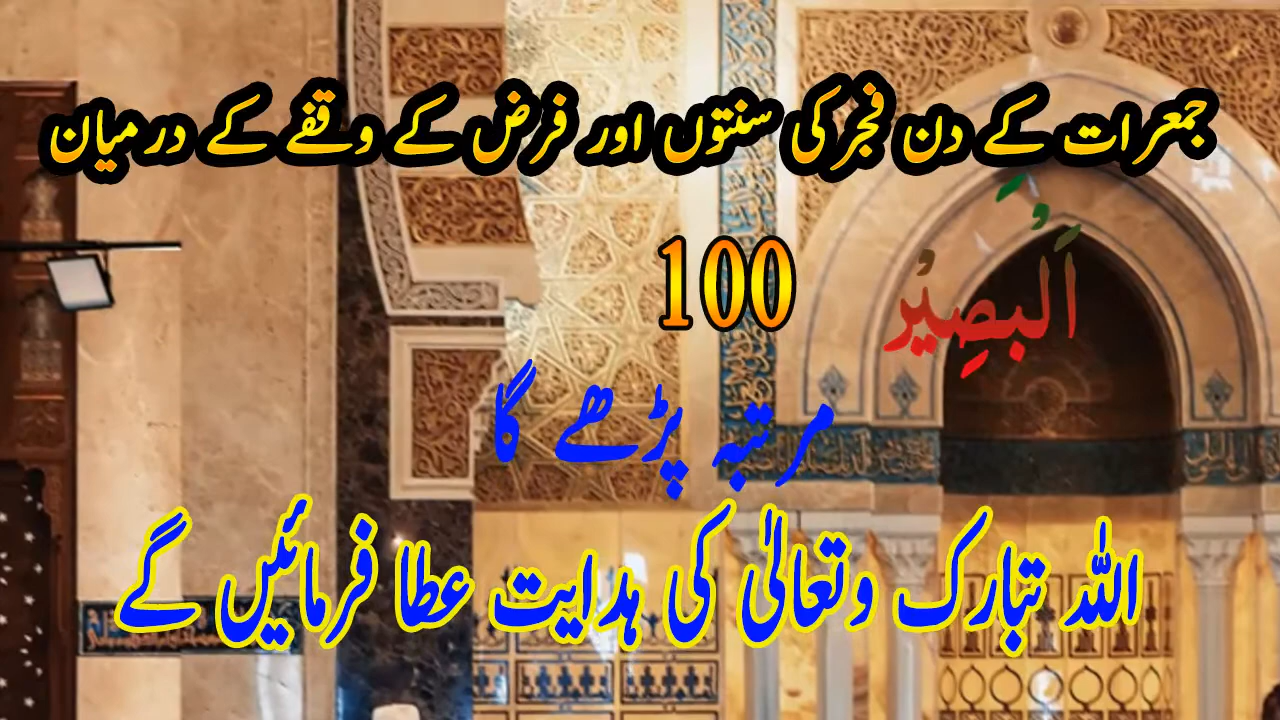 جمعرات کے دن فجر کی سنتوں اور فرض کے وقفے کے درمیان
اَلْبَصِیْرُ 100
مرتبہ پڑھے گا
اللہ تبارک وتعالیٰ کی ہدایت عطا فرمائیں گے